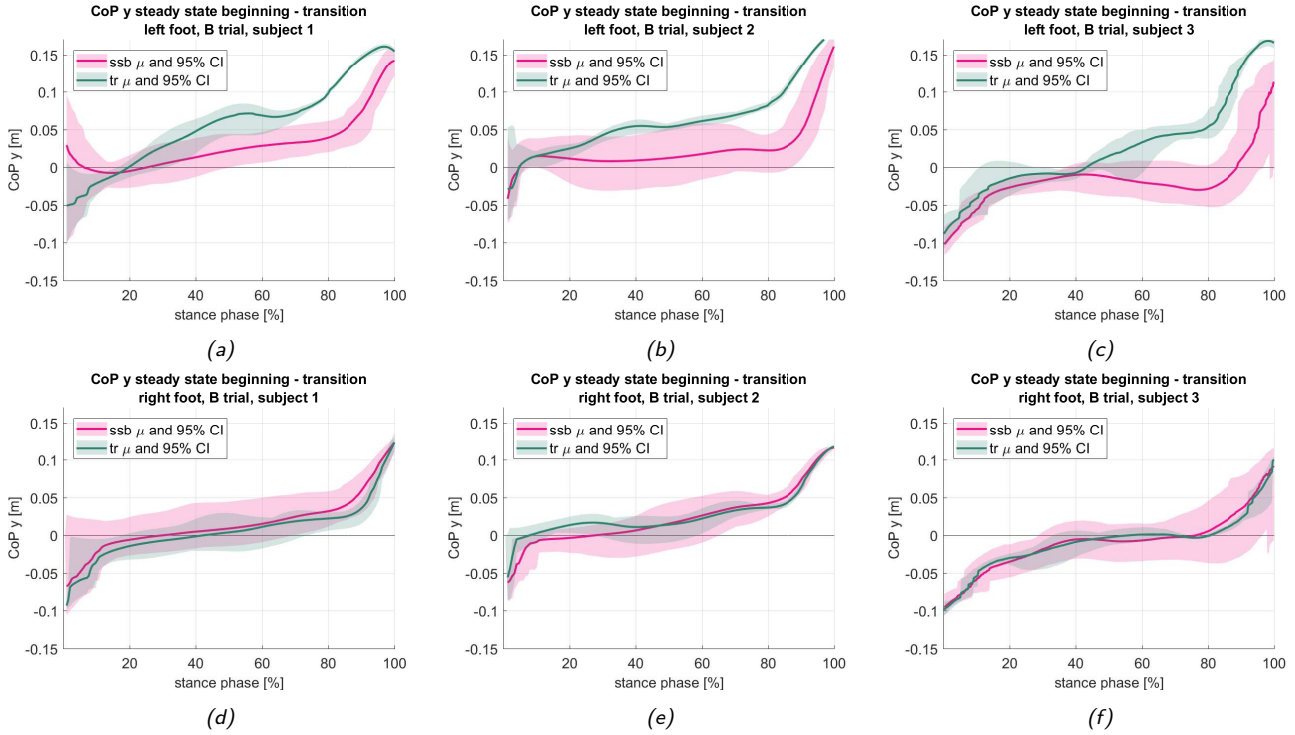 CoP y steady state beginning - transition
left foot, B trial, subject 1
ssb μ and 95% CI
tr μ and 95% CI
CoP y [m]
0.15
0.1
0.05
0
-0.05
-0.1
-0.15
20 40 60 80 100
stance phase [%]
(a)
CoP y steady state beginning - transition
left foot, B trial, subject 2
ssb μ and 95% CI
tr μ and 95% CI
CoP y [m]
0.15
0.1
0.05
0
-0.05
-0.1
-0.15
20 40 60 80 100
stance phase [%]
(b)
CoP y steady state beginning - transition
left foot, B trial, subject 3
ssb μ and 95% CI
tr μ and 95% CI
CoP y [m]
0.15
0.1
0.05
0
-0.05
-0.1
-0.15
20 40 60 80 100
stance phase [%]
(c)
CoP y steady state beginning - transition
right foot, B trial, subject 1
ssb μ and 95% CI
tr μ and 95% CI
CoP y [m]
0.15
0.1
0.05
0
-0.05
-0.1
-0.15
20 40 60 80 100
stance phase [%]
(d)
CoP y steady state beginning - transition
right foot, B trial, subject 2
ssb μ and 95% CI
tr μ and 95% CI
CoP y [m]
0.15
0.1
0.05
0
-0.05
-0.1
-0.15
20 40 60 80 100
stance phase [%]
(e)
CoP y steady state beginning - transition
right foot, B trial, subject 3
ssb μ and 95% CI
tr μ and 95% CI
CoP y [m]
0.15
0.1
0.05
0
-0.05
-0.1
-0.15
20 40 60 80 100
stance phase [%]
(f)